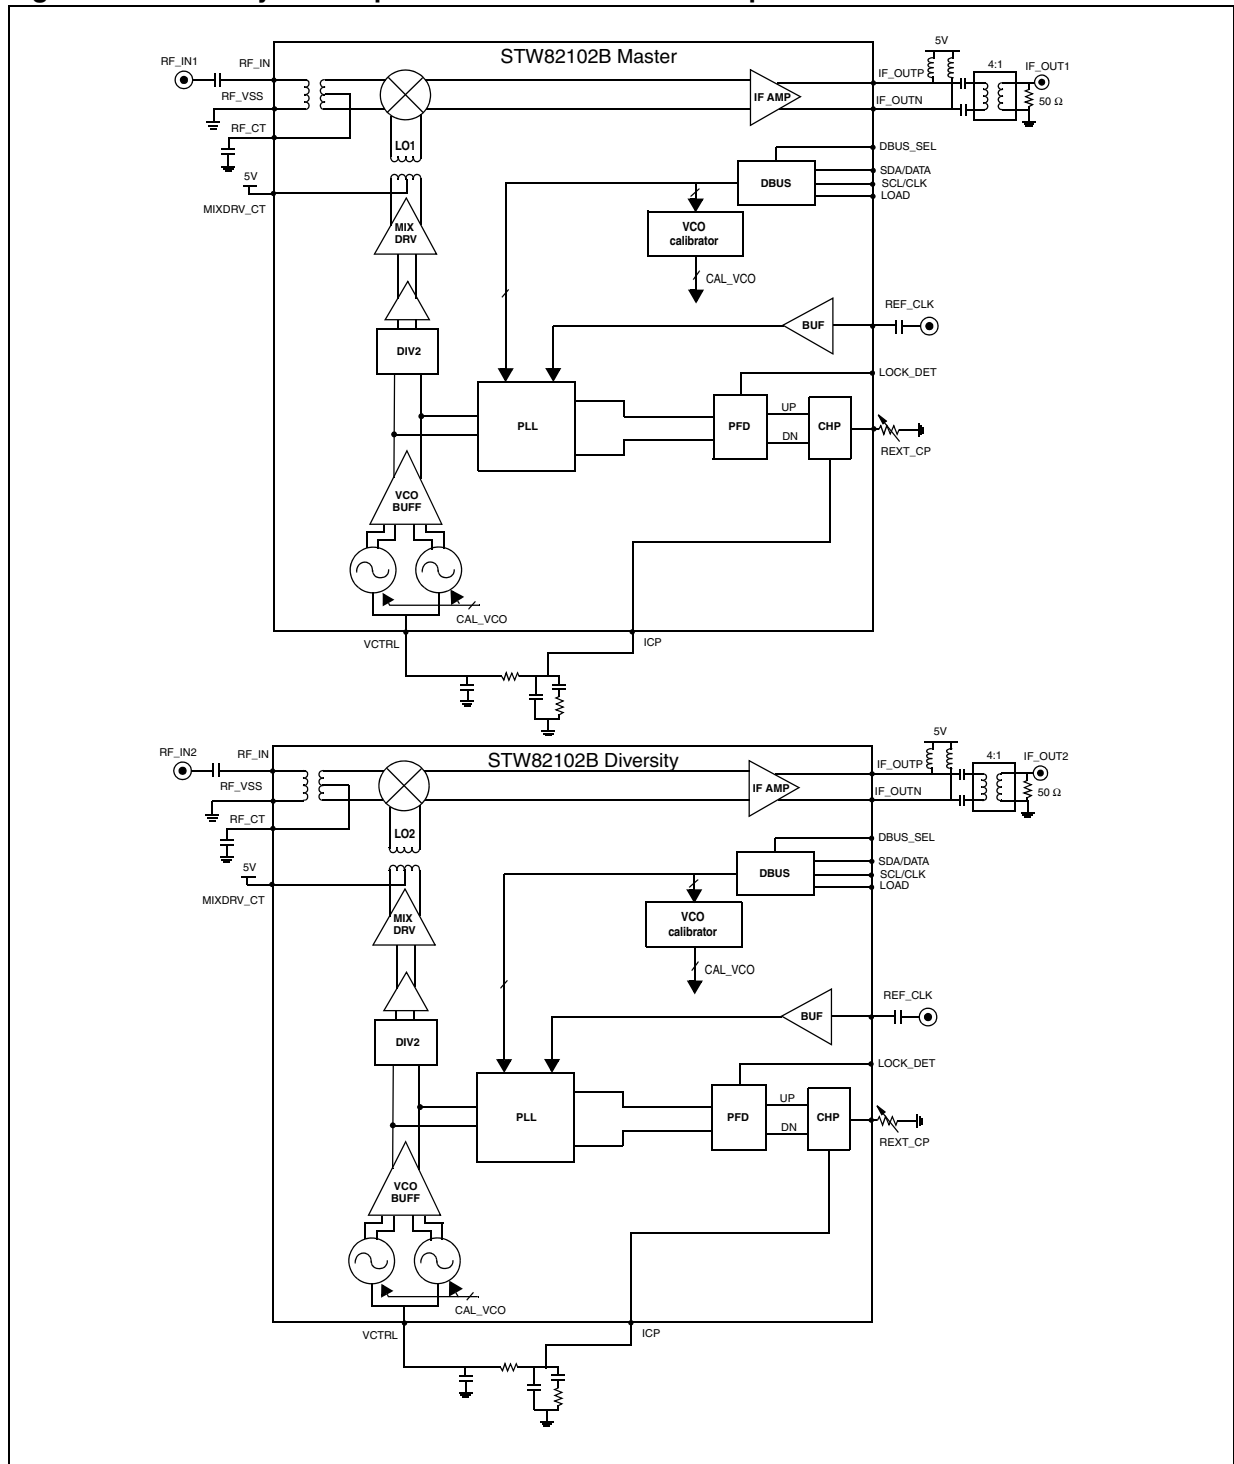 STW82102B Master
5V
RF_IN1
RF_IN
4:1
IF_OUT1
IF_OUTP
RF_VSS
IF AMP
IF_OUTN
50 Ω
RF_CT
LO1
DBUS_SEL
5V
DBUS
SDA/DATA
SCL/CLK
LOAD
MIXDRV_CT
MIX
DRV
VCO
calibrator
CAL_VCO
REF_CLK
BUF
DIV2
LOCK_DET
PLL
PFD
UP
DN
CHP
REXT_CP
VCO
BUFF
CAL_VCO
VCTRL
ICP
STW82102B Diversity
5V
RF_IN2
RF_IN
4:1
IF_OUT2
IF_OUTP
RF_VSS
IF AMP
IF_OUTN
50 Ω
RF_CT
LO2
DBUS_SEL
5V
DBUS
SDA/DATA
SCL/CLK
LOAD
MIXDRV_CT
MIX
DRV
VCO
calibrator
CAL_VCO
REF_CLK
BUF
DIV2
LOCK_DET
PLL
PFD
UP
DN
CHP
REXT_CP
VCO
BUFF
CAL_VCO
VCTRL
ICP